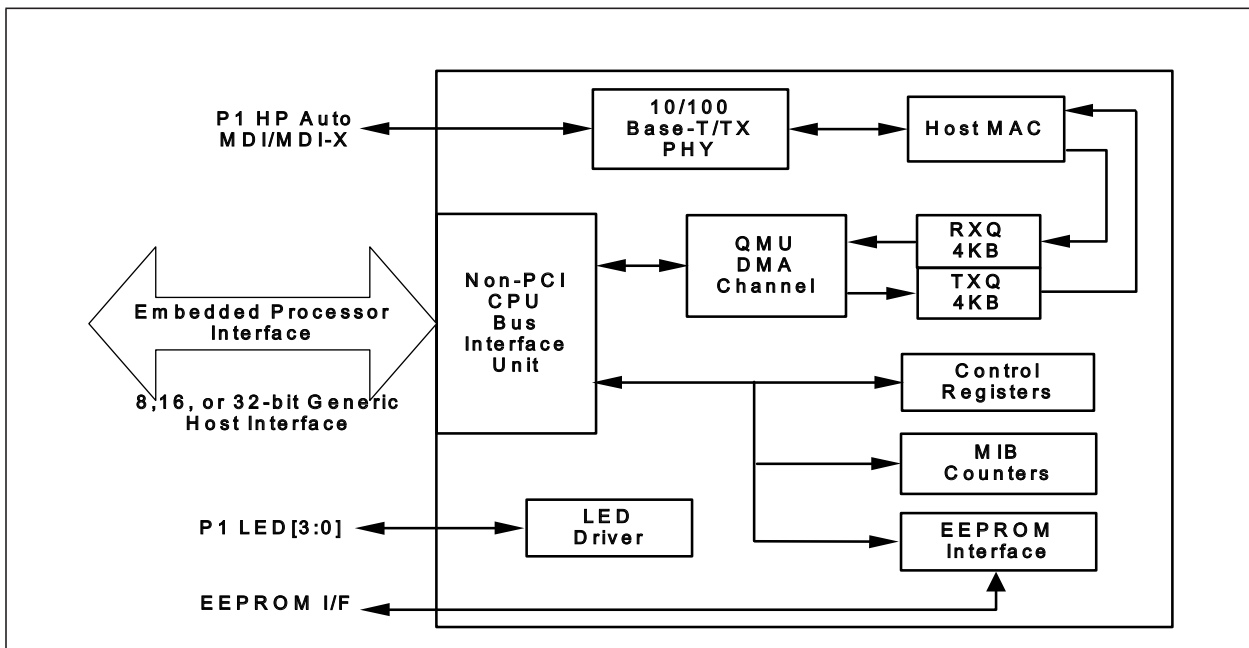 P1 HP Auto
MDI/MDI-X
10/100
Base-T/TX
PHY
Host MAC
RXQ
4KB
TXQ
4KB
QMU
DMA
Channel
Non-PCI
CPU
Bus
Interface
Unit
Embedded Processor
Interface
8,16, or 32-bit Generic
Host Interface
Control
Registers
MIB
Counters
P1 LED[3:0]
LED
Driver
EEPROM
Interface
EEPROM I/F